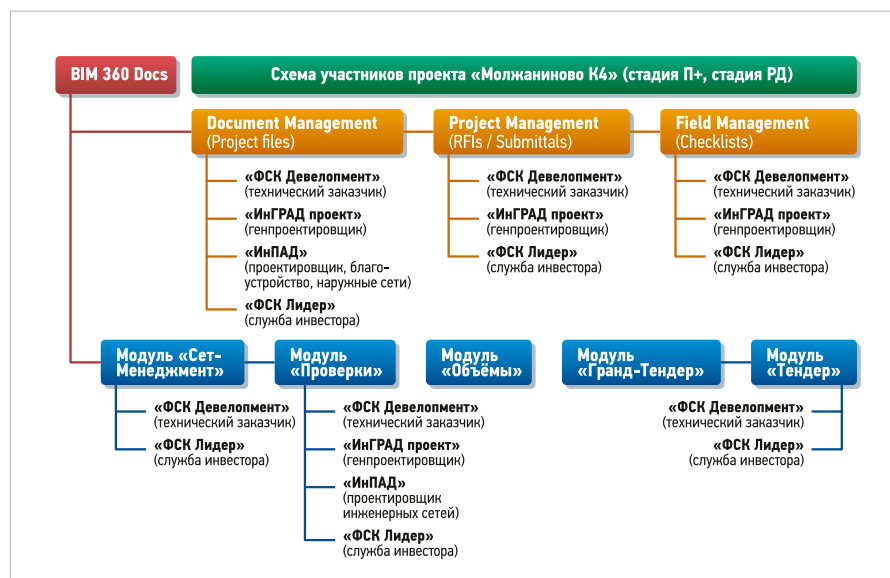 BIM 360 Docs
Схема участников проекта «Молжаниново К4» (стадия П+, стадия РД)
Document Management
(Project files)
«ФСК Девелопмент»
(технический заказчик)
«ИнГРАД проект»
(генпроектировщик)
«ИнПАД»
(проектировщик, благо-
устройство, наружные сети)
«ФСК Лидер»
(служба инвестора)
Project Management
(RFIs / Submittals)
«ФСК Девелопмент»
(технический заказчик)
«ИнГРАД проект»
(генпроектировщик)
«ФСК Лидер»
(служба инвестора)
Field Management
(Checklists)
«ФСК Девелопмент»
(технический заказчик)
«ИнГРАД проект»
(генпроектировщик)
«ФСК Лидер»
(служба инвестора)
Модуль «Сет-
Менеджмент»
«ФСК Девелопмент»
(технический заказчик)
«ФСК Лидер»
(служба инвестора)
Модуль
«Проверки»
«ФСК Девелопмент»
(технический заказчик)
«ИнГРАД проект»
(генпроектировщик)
«ИнПАД»
(проектировщик
инженерных сетей)
«ФСК Лидер»
(служба инвестора)
Модуль
«Объёмы»
Модуль
«Гранд-Тендер»
Модуль
«Тендер»
«ФСК Девелопмент»
(технический заказчик)
«ФСК Лидер»
(служба инвестора)